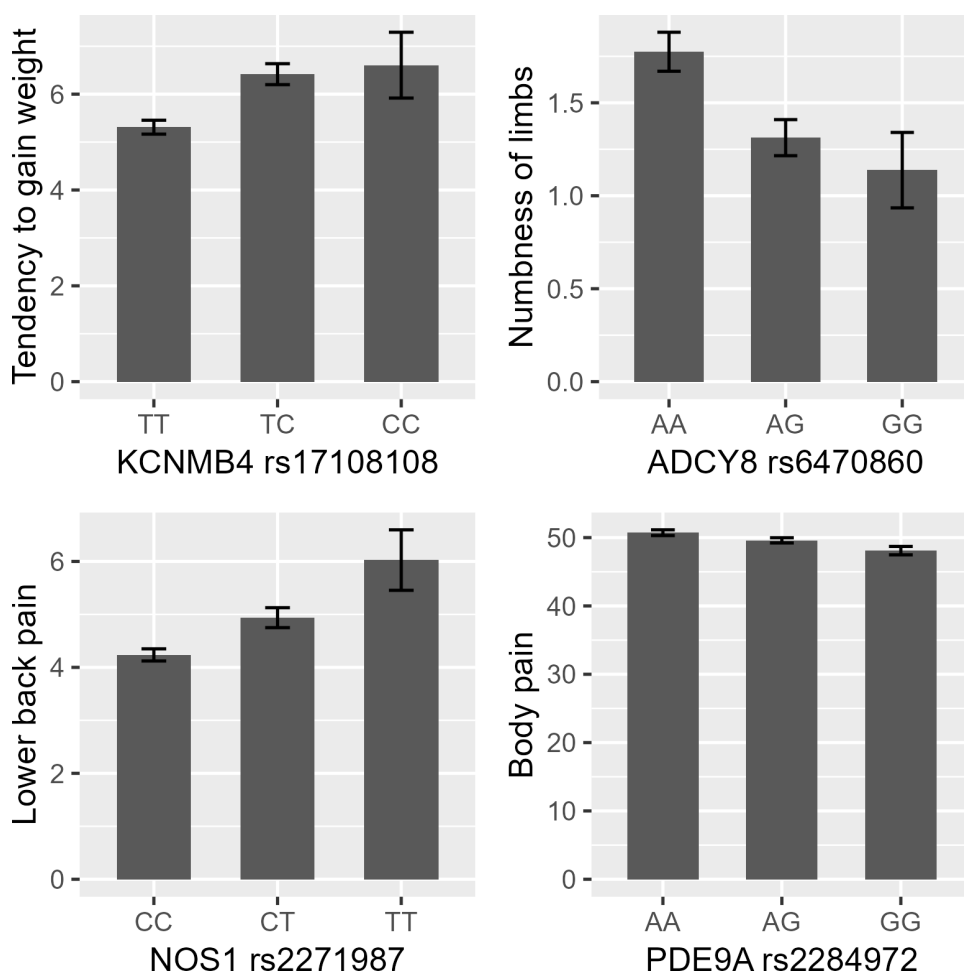 Tendency to gain weight
6
4
2
0
TT TC CC
KCNMB4 rs17108108
Numbness of limbs
1.5
1.0
0.5
0.0
AA AG GG
ADCY8 rs6470860
Lower back pain
6
4
2
0
CC CT TT
NOS1 rs2271987
Body pain
50
40
30
20
10
0
AA AG GG
PDE9A rs2284972